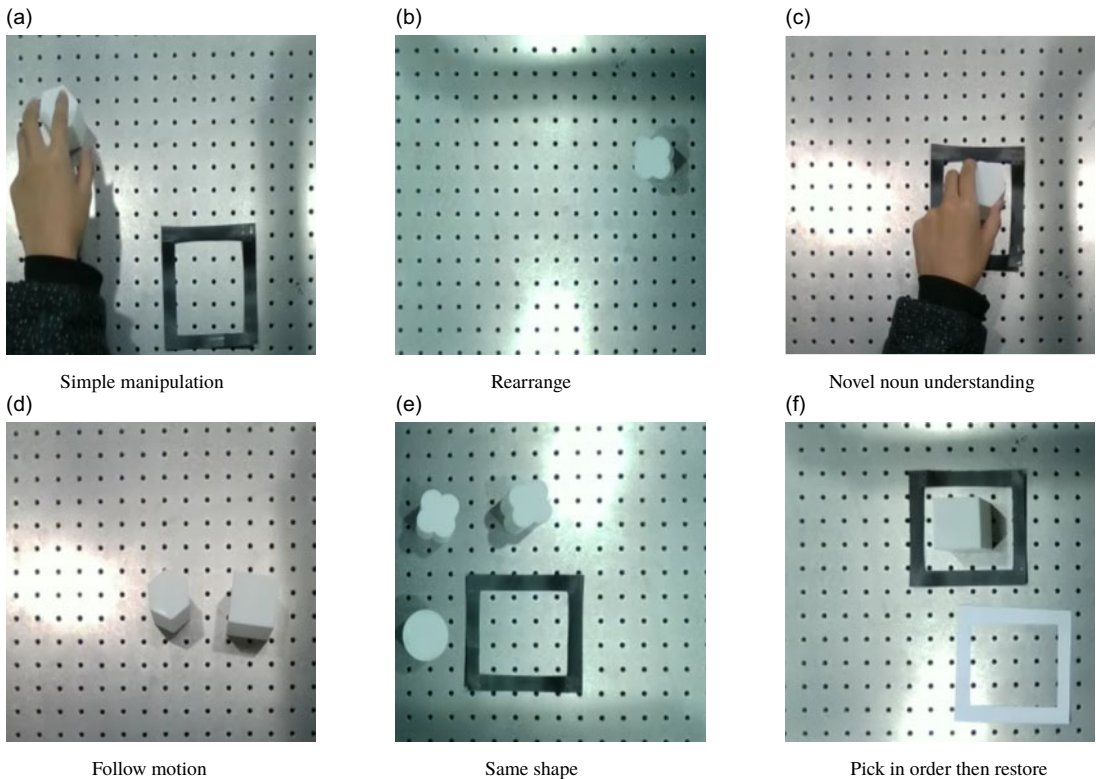 (a)
(b)
(c)
Simple manipulation
Rearrange
Novel noun understanding
(d)
(e)
(f)
Follow motion
Same shape
Pick in order then restore